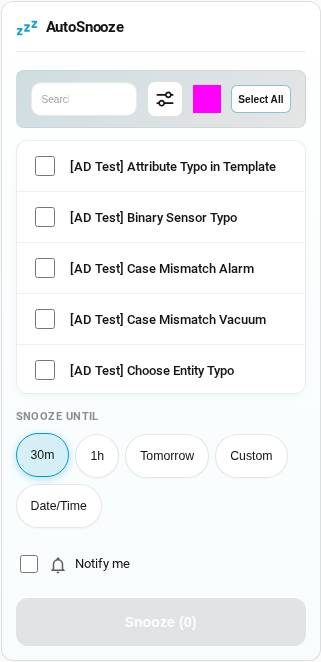 zzz AutoSnooze
Search
Select All
[AD Test] Attribute Typo in Template
[AD Test] Binary Sensor Typo
[AD Test] Case Mismatch Alarm
[AD Test] Case Mismatch Vacuum
[AD Test] Choose Entity Typo
SNOOZE UNTIL
30m
1h
Tomorrow
Custom
Date/Time
Notify me
Snooze (0)